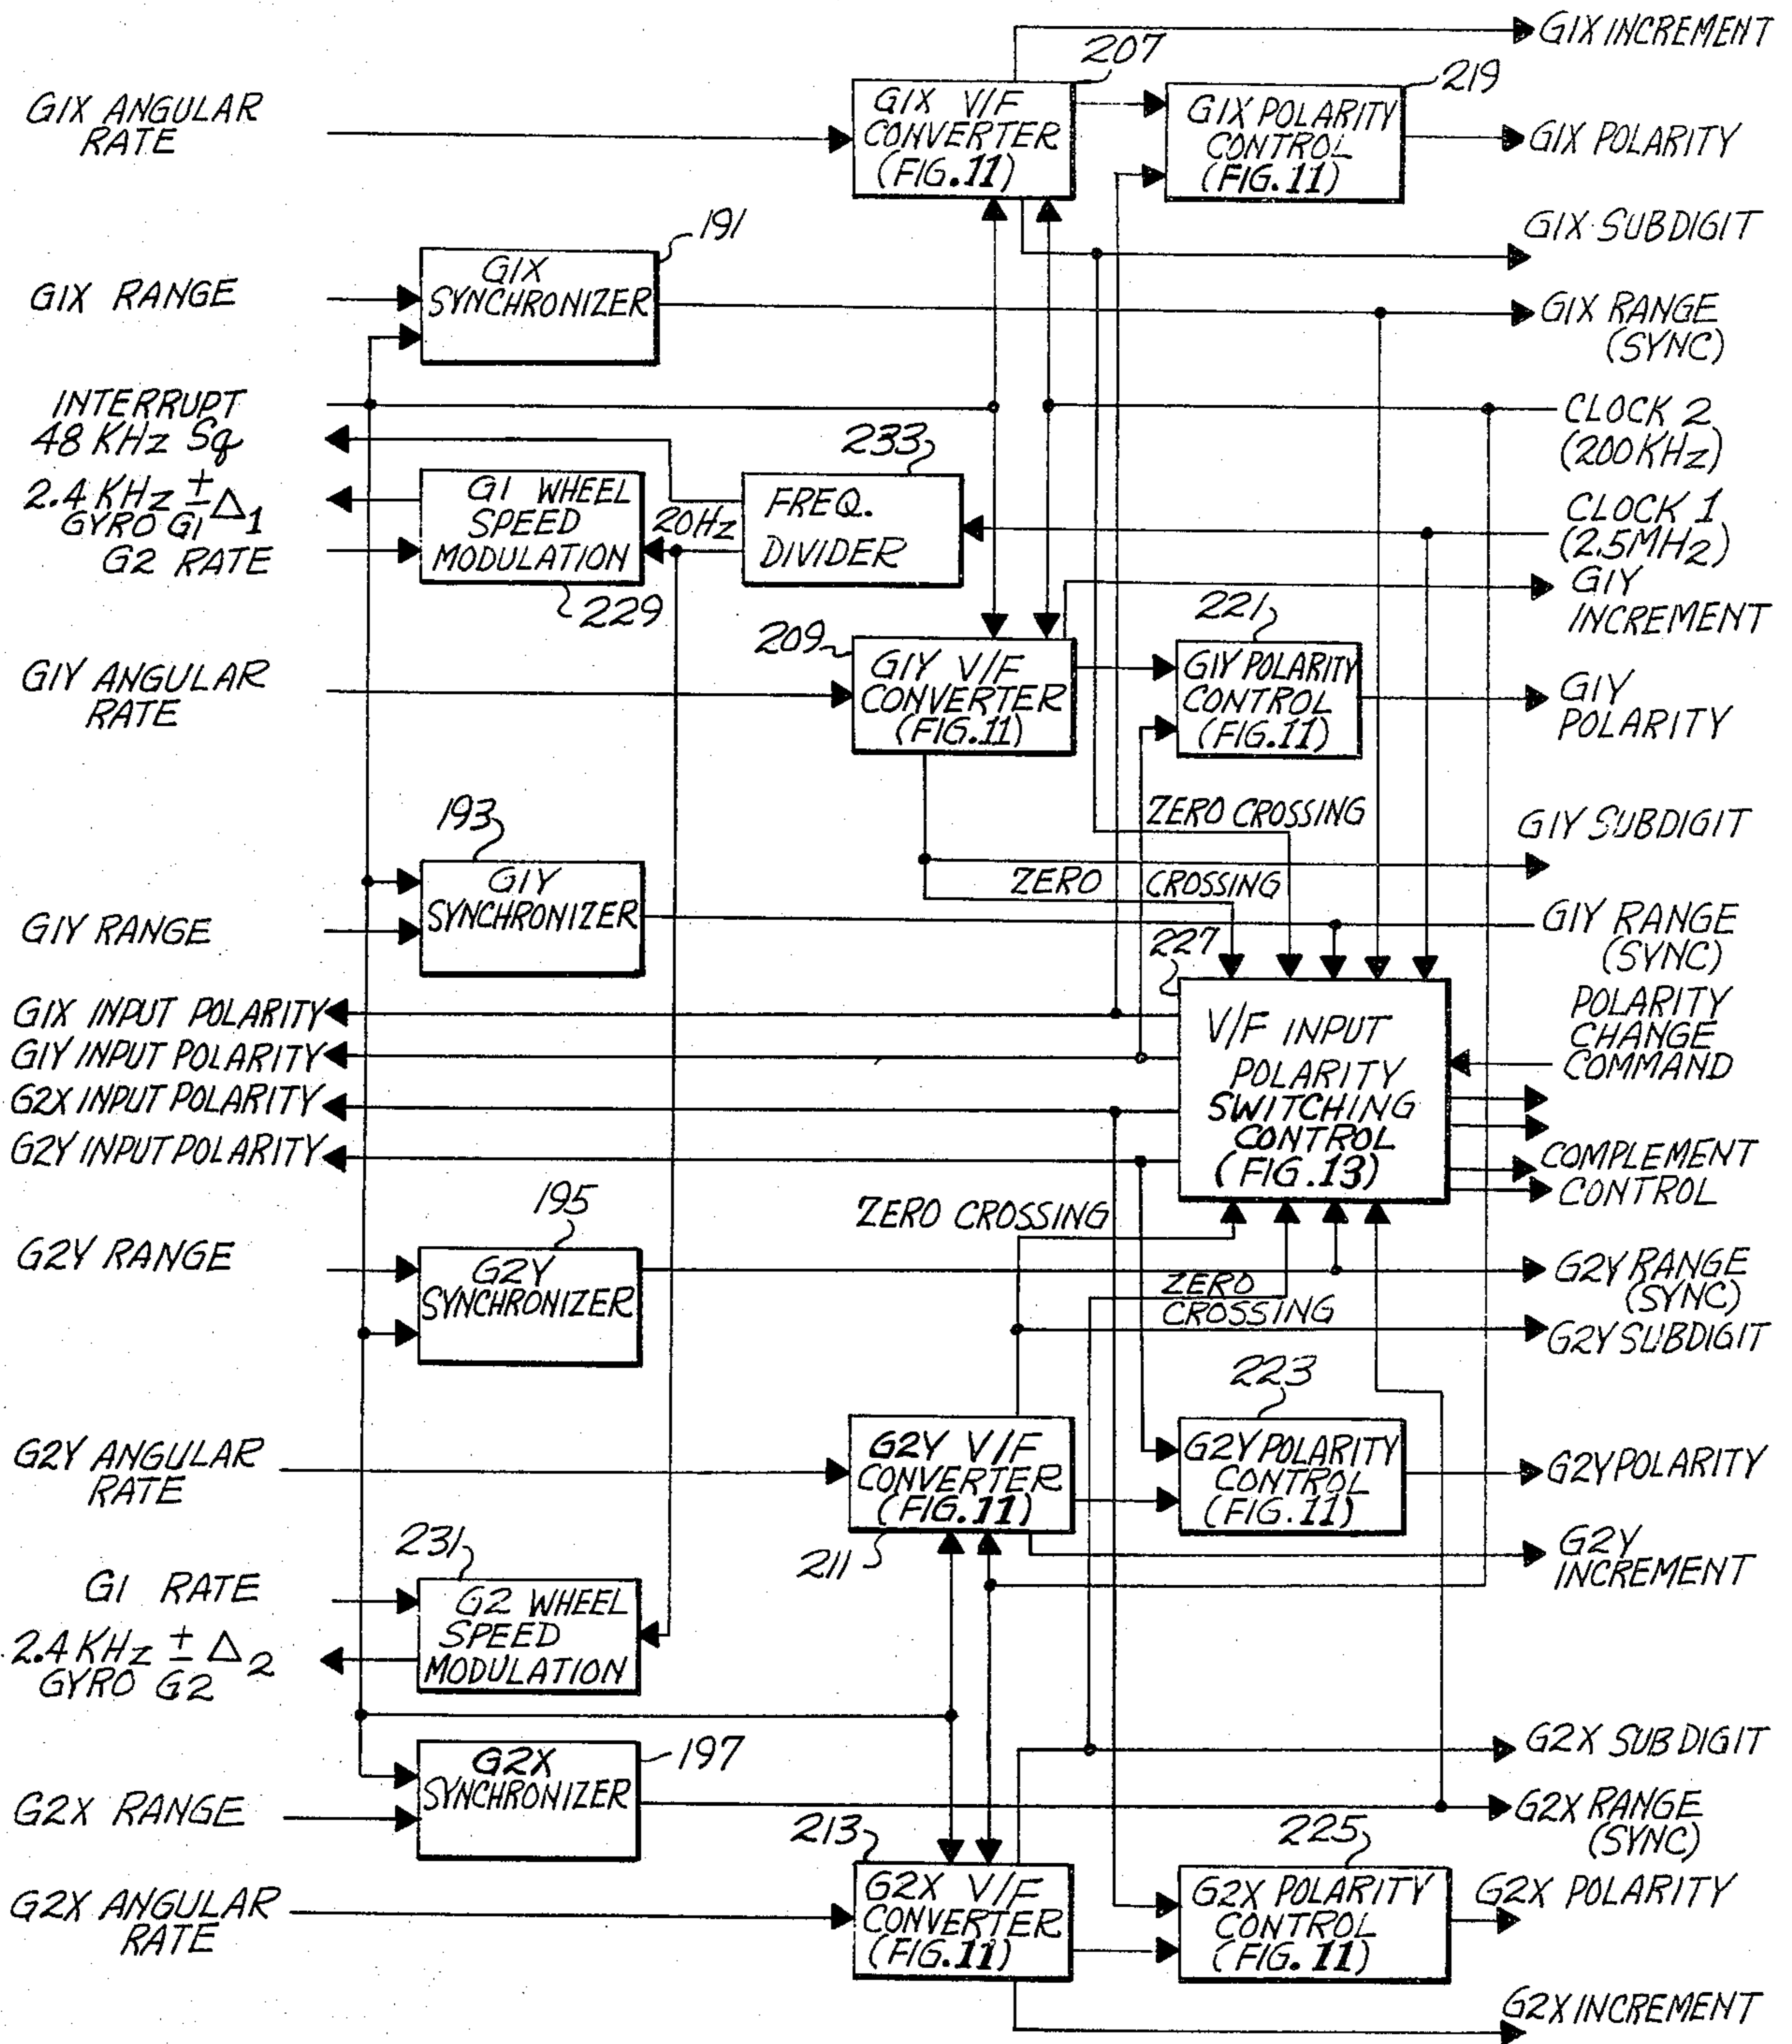 G1X INCREMENT
207
219
G1X ANGULAR
RATE
G1X V/F
CONVERTER
(FIG.11)
G1X POLARITY
CONTROL
(FIG.11)
G1X POLARITY
191
G1X SUBDIGIT
G1X RANGE
G1X
SYNCHRONIZER
G1X RANGE
(SYNC)
INTERRUPT
48 KHz Sq
CLOCK 2
(200KHz)
233
2.4 KHz ± Δ1
GYRO G1
G2 RATE
G1 WHEEL
SPEED
MODULATION
20Hz
FREQ.
DIVIDER
CLOCK 1
(2.5MHz)
229
G1Y
INCREMENT
221
209
G1Y ANGULAR
RATE
G1Y V/F
CONVERTER
(FIG.11)
G1Y POLARITY
CONTROL
(FIG.11)
G1Y
POLARITY
ZERO CROSSING
193
G1Y SUBDIGIT
ZERO CROSSING
G1Y
SYNCHRONIZER
G1Y RANGE
227
G1Y RANGE
(SYNC)
G1X INPUT POLARITY
G1Y INPUT POLARITY
G2X INPUT POLARITY
G2Y INPUT POLARITY
V/F INPUT
POLARITY
SWITCHING
CONTROL
(FIG.13)
POLARITY
CHANGE
COMMAND
COMPLEMENT
CONTROL
195
ZERO CROSSING
G2Y RANGE
G2Y
SYNCHRONIZER
ZERO
CROSSING
G2Y RANGE
(SYNC)
G2Y SUBDIGIT
223
G2Y ANGULAR
RATE
G2Y V/F
CONVERTER
(FIG.11)
G2Y POLARITY
CONTROL
(FIG.11)
G2Y POLARITY
231
211
G2Y
INCREMENT
G1 RATE
2.4 KHz ± Δ2
GYRO G2
G2 WHEEL
SPEED
MODULATION
197
G2X SUBDIGIT
G2X RANGE
G2X
SYNCHRONIZER
G2X RANGE
(SYNC)
213
225
G2X ANGULAR
RATE
G2X V/F
CONVERTER
(FIG.11)
G2X POLARITY
CONTROL
(FIG.11)
G2X POLARITY
G2X INCREMENT